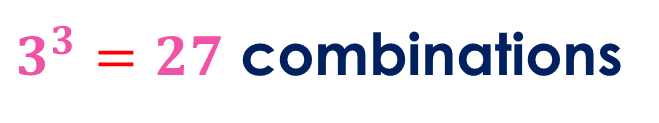 3³ = 27 combinations